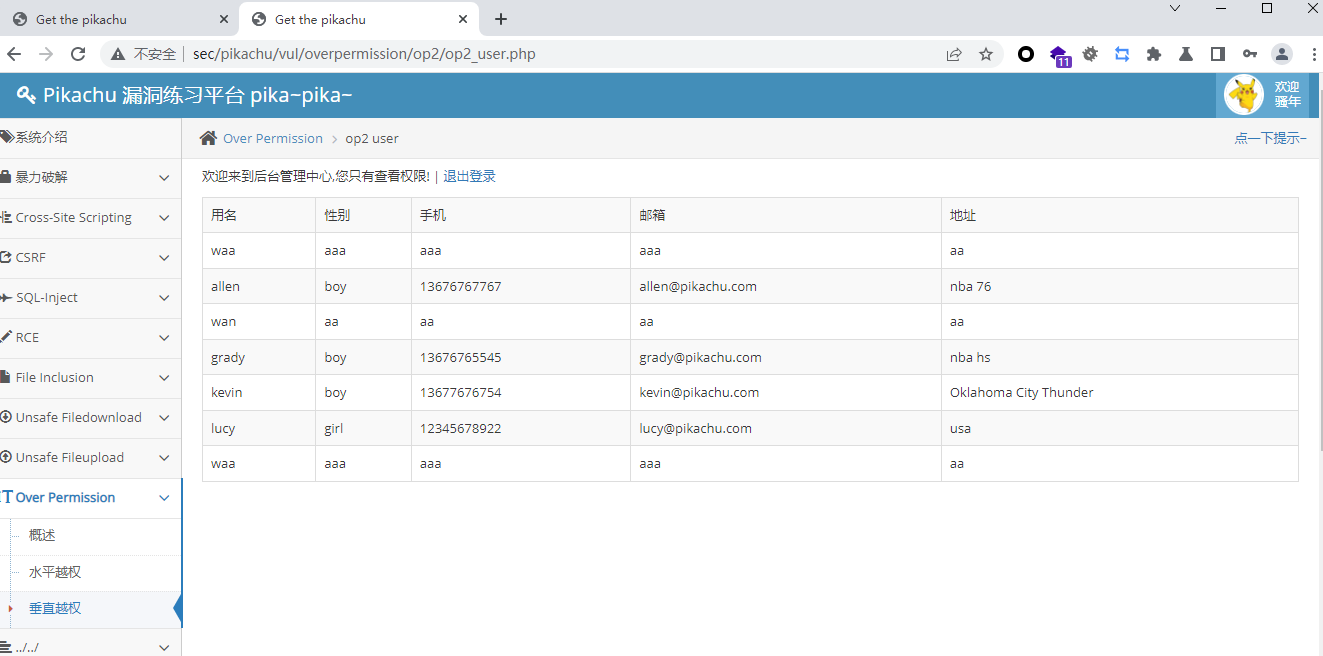 Get the pikachu
Get the pikachu
不安全 sec/pikachu/vul/overpermission/op2/op2_user.php
11
Pikachu 漏洞练习平台 pika~pika~
欢迎
骚年
系统介绍
暴力破解
Cross-Site Scripting
CSRF
SQL-Inject
RCE
File Inclusion
Unsafe Filedownload
Unsafe Fileupload
Over Permission
概述
水平越权
垂直越权
../../
Over Permission > op2 user
点一下提示~
欢迎来到后台管理中心,您只有查看权限! | 退出登录
用名 性别 手机 邮箱 地址
waa aaa aaa aaa aa
allen boy 13676767767 allen@pikachu.com nba 76
wan aa aa aa aa
grady boy 13676765545 grady@pikachu.com nba hs
kevin boy 13677676754 kevin@pikachu.com Oklahoma City Thunder
lucy girl 12345678922 lucy@pikachu.com usa
waa aaa aaa aaa aa